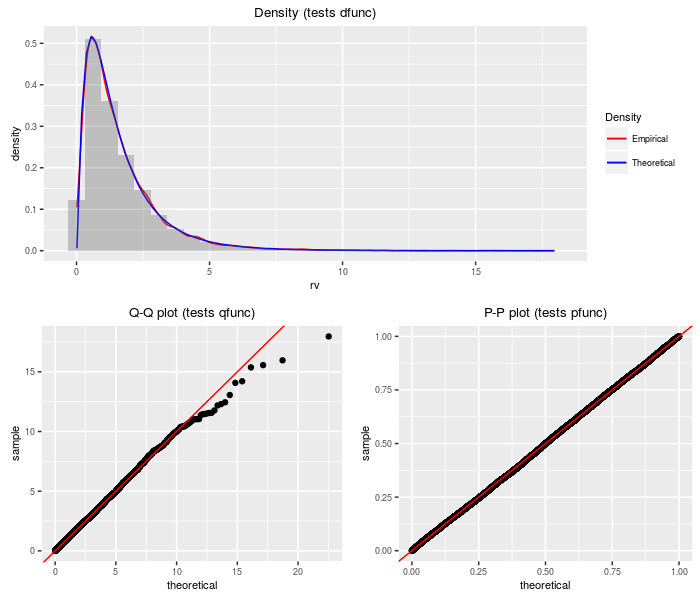 Density (tests dfunc)
0.5
0.4
0.3
0.2
0.1
0.0
density
0 5 10 15
rv
Density
Empirical
Theoretical
Q-Q plot (tests qfunc)
15
10
5
0
sample
0 5 10 15 20
theoretical
P-P plot (tests pfunc)
1.00
0.75
0.50
0.25
0.00
sample
0.00 0.25 0.50 0.75 1.00
theoretical